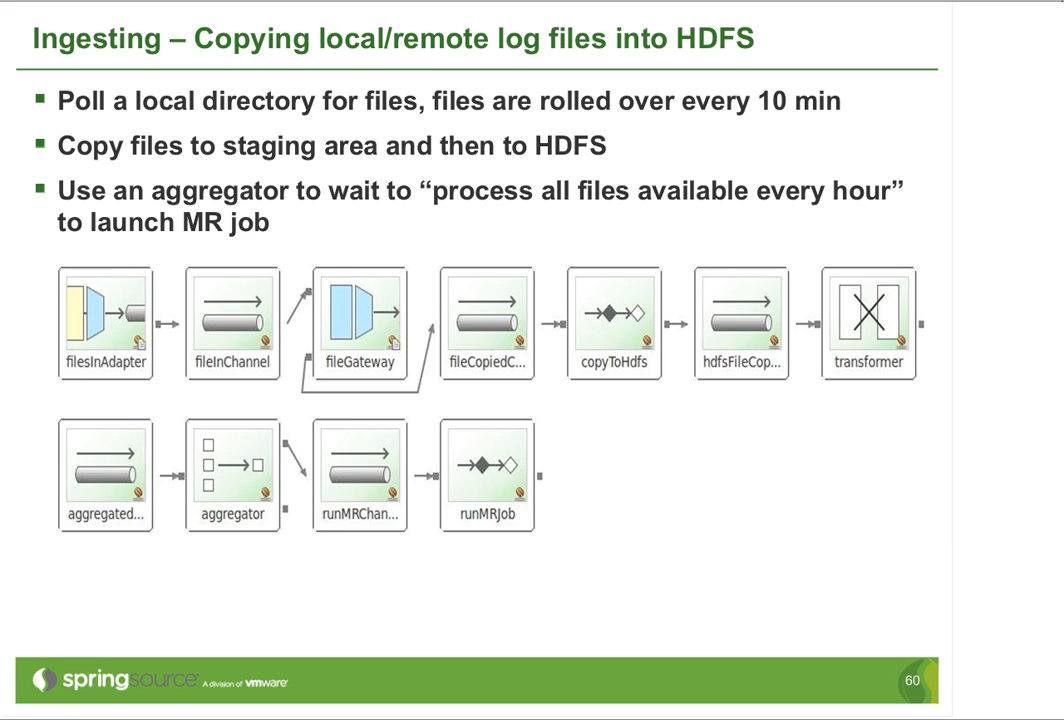 Ingesting – Copying local/remote log files into HDFS
Poll a local directory for files, files are rolled over every 10 min
Copy files to staging area and then to HDFS
Use an aggregator to wait to “process all files available every hour”
to launch MR job
filesInAdapter
fileInChannel
fileGateway
fileCopiedC...
copyToHdfs
hdfsFileCop...
transformer
aggregated...
aggregator
runMRChan...
runMRJob
springsource A division of vmware
60